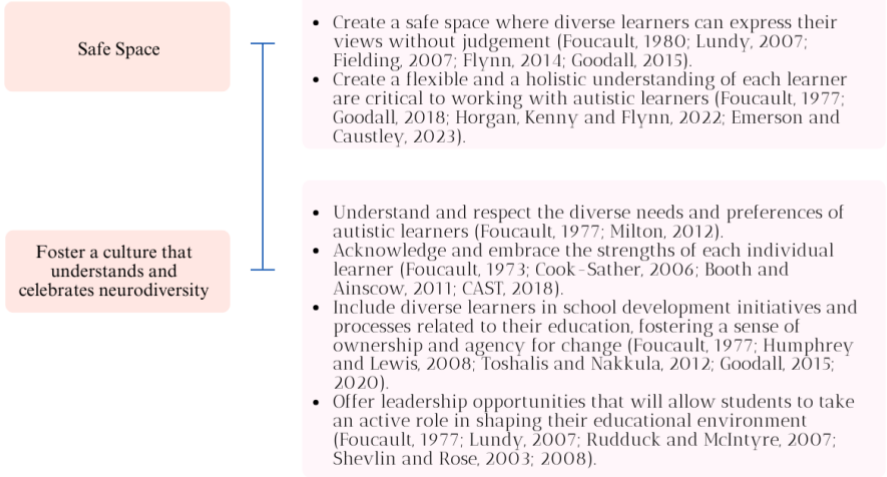 Safe Space
• Create a safe space where diverse learners can express their
views without judgement (Foucault, 1980; Lundy, 2007;
Fielding, 2007; Flynn, 2014; Goodall, 2015).
• Create a flexible and a holistic understanding of each learner
are critical to working with autistic learners (Foucault, 1977;
Goodall, 2018; Horgan, Kenny and Flynn, 2022; Emerson and
Caustley, 2023).
Foster a culture that
understands and
celebrates neurodiversity
• Understand and respect the diverse needs and preferences of
autistic learners (Foucault, 1977; Milton, 2012).
• Acknowledge and embrace the strengths of each individual
learner (Foucault, 1973; Cook-Sather, 2006; Booth and
Ainscow, 2011; CAST, 2018).
• Include diverse learners in school development initiatives and
processes related to their education, fostering a sense of
ownership and agency for change (Foucault, 1977; Humphrey
and Lewis, 2008; Toshalis and Nakkula, 2012; Goodall, 2015;
2020).
• Offer leadership opportunities that will allow students to take
an active role in shaping their educational environment
(Foucault, 1977; Lundy, 2007; Rudduck and McIntyre, 2007;
Shevlin and Rose, 2003; 2008).